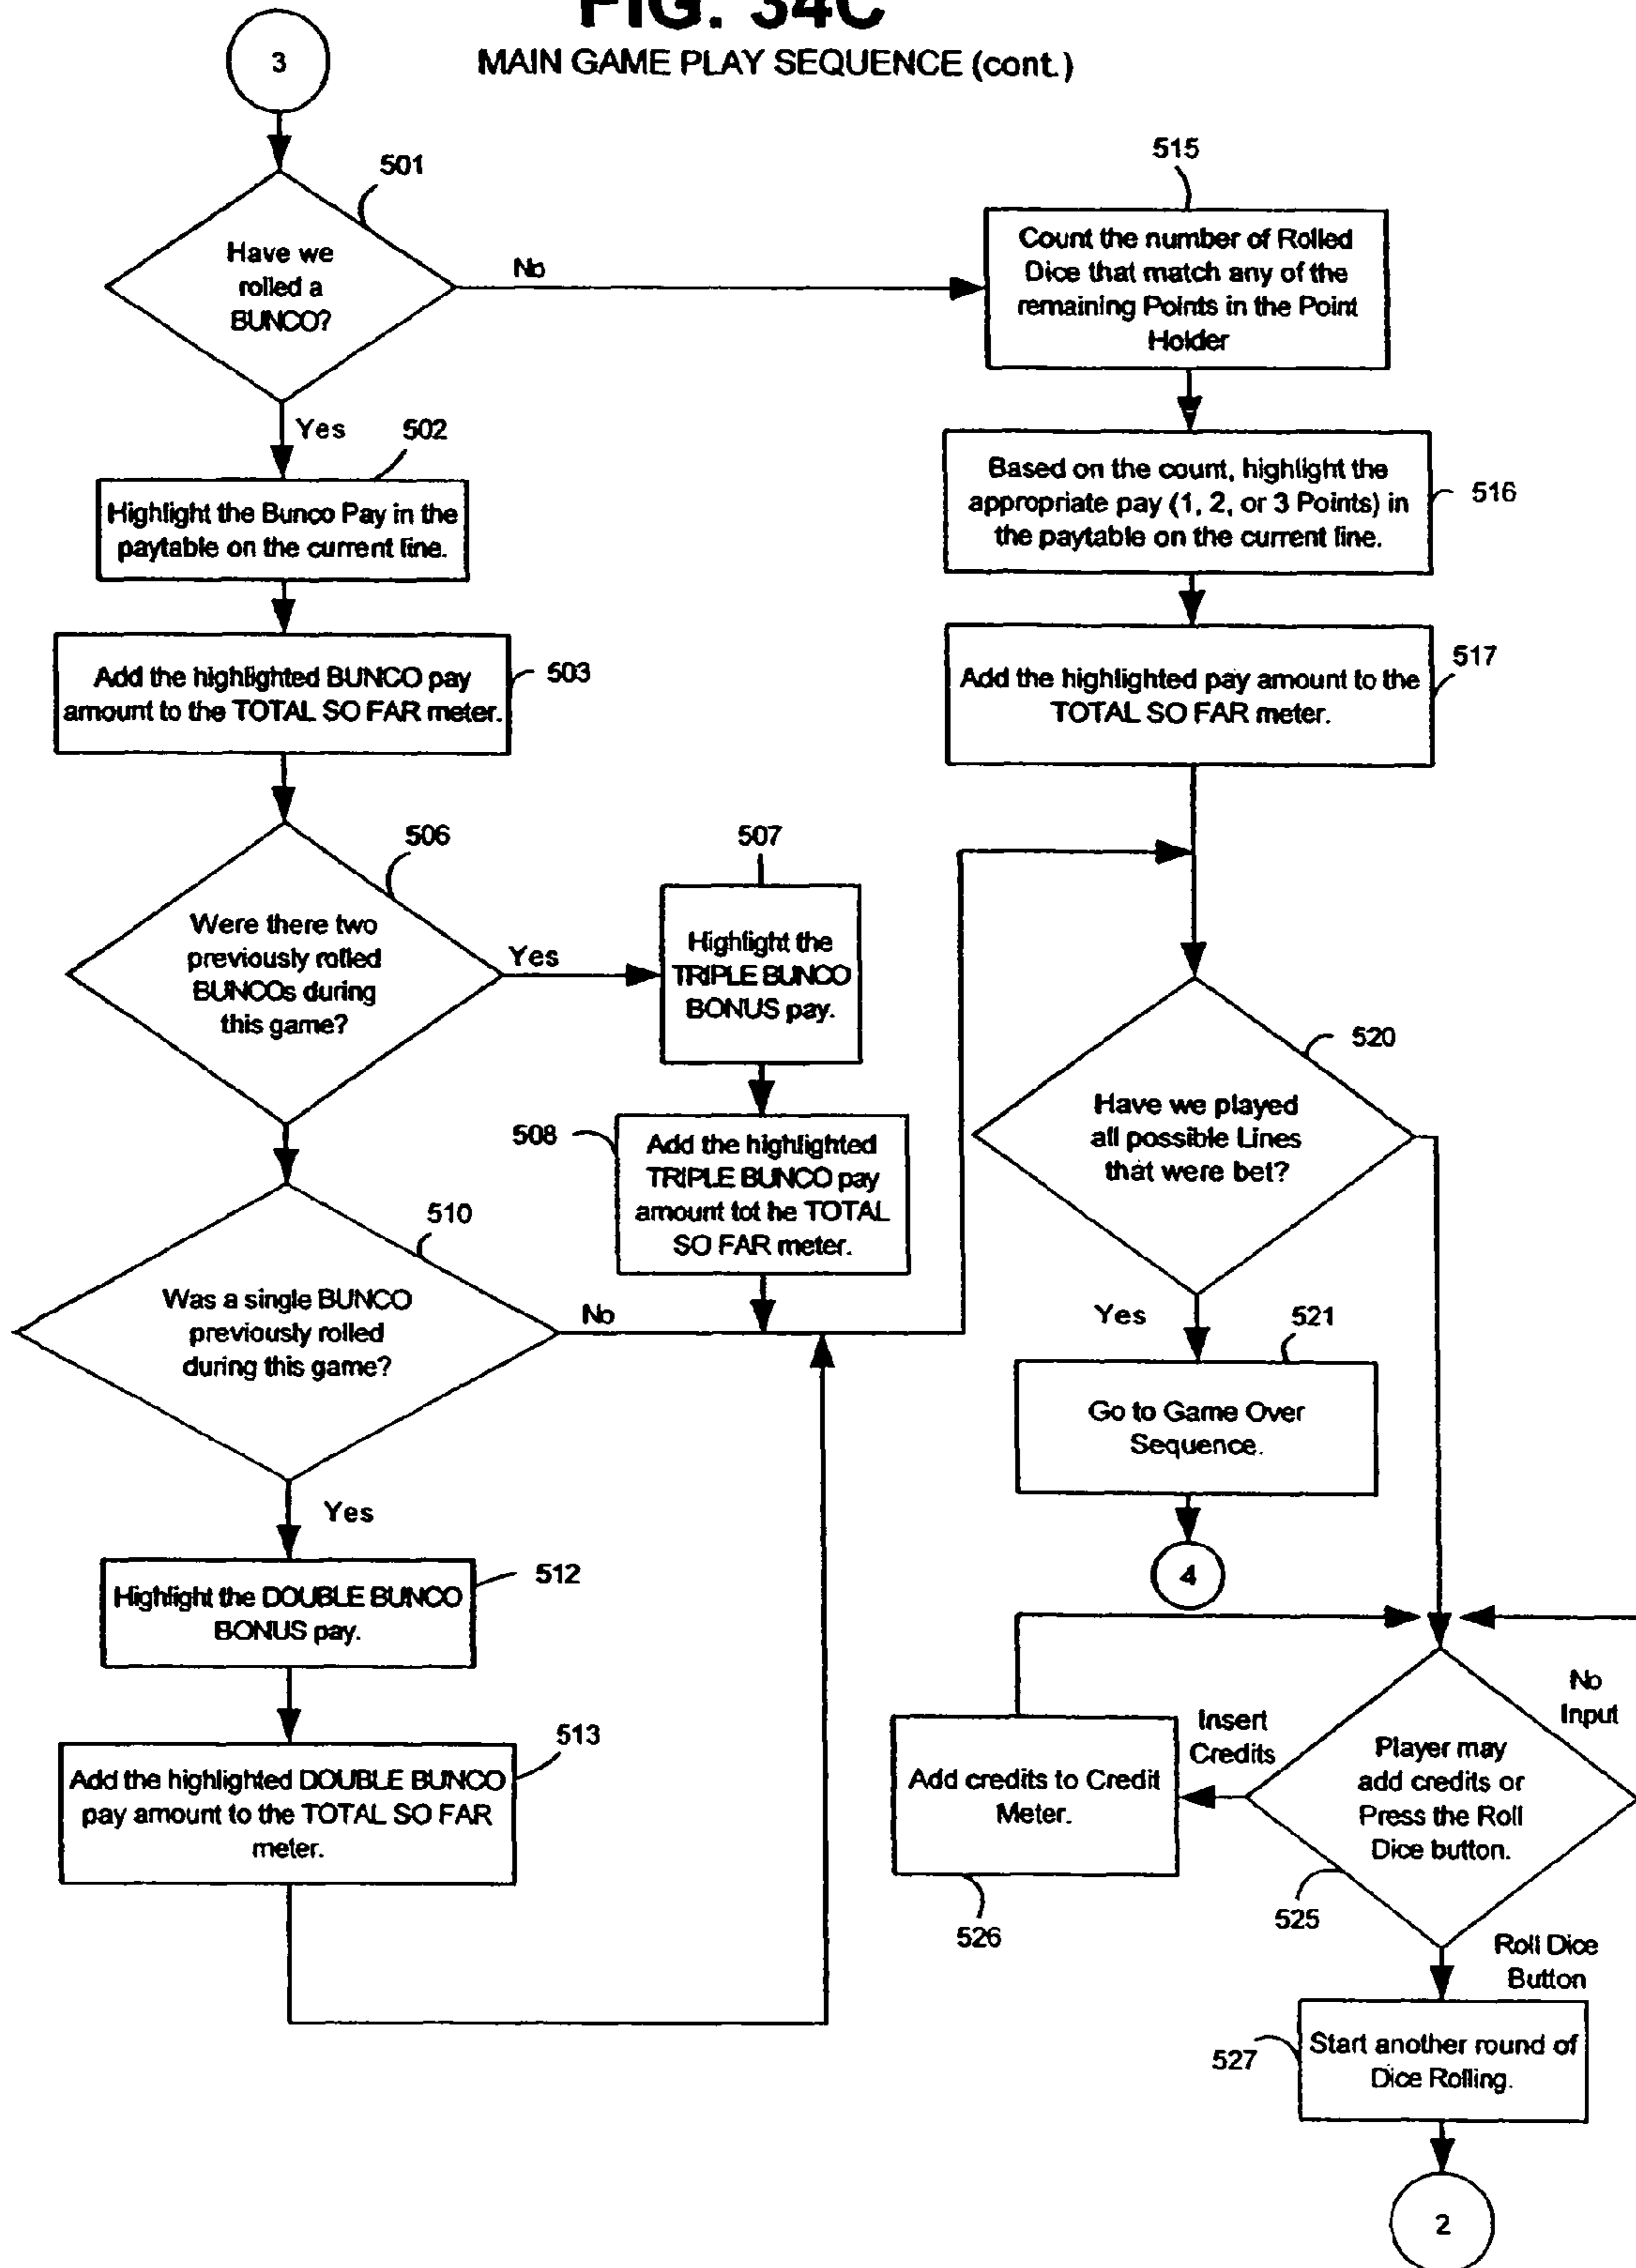 FIG. 34C
MAIN GAME PLAY SEQUENCE (cont.)
3
501
Have we
rolled a
BUNCO?
No
Yes
502
Highlight the Bunco Pay in the
paytable on the current line.
503
Add the highlighted BUNCO pay
amount to the TOTAL SO FAR meter.
506
Were there two
previously rolled
BUNCOs during
this game?
Yes
507
Highlight the
TRIPLE BUNCO
BONUS pay.
508
Add the highlighted
TRIPLE BUNCO pay
amount tot he TOTAL
SO FAR meter.
510
Was a single BUNCO
previously rolled
during this game?
No
Yes
512
Highlight the DOUBLE BUNCO
BONUS pay.
513
Add the highlighted DOUBLE BUNCO
pay amount to the TOTAL SO FAR
meter.
515
Count the number of Rolled
Dice that match any of the
remaining Points in the Point
Holder
516
Based on the count, highlight the
appropriate pay (1, 2, or 3 Points) in
the paytable on the current line.
517
Add the highlighted pay amount to the
TOTAL SO FAR meter.
520
Have we played
all possible Lines
that were bet?
Yes
521
Go to Game Over
Sequence.
4
No
Input
Insert
Credits
Player may
add credits or
Press the Roll
Dice button.
525
Add credits to Credit
Meter.
526
Roll Dice
Button
527
Start another round of
Dice Rolling.
2